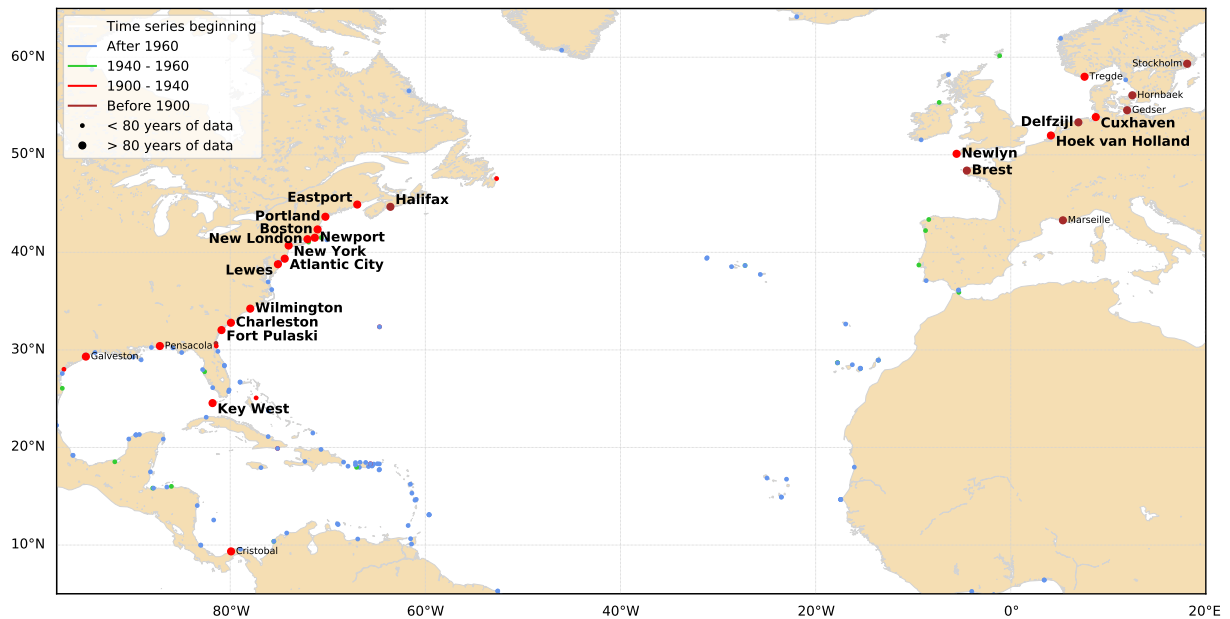 Time series beginning
After 1960
1940 - 1960
1900 - 1940
Before 1900
< 80 years of data
> 80 years of data
60°N
50°N
40°N
30°N
20°N
10°N
Stockholm
Tregde
Hornbaek
Gedser
Delfzijl
Cuxhaven
Hoek van Holland
Newlyn
Brest
Marseille
Eastport
Halifax
Portland
Boston
New London
Newport
New York
Atlantic City
Lewes
Wilmington
Charleston
Fort Pulaski
Pensacola
Galveston
Key West
Cristobal
80°W
60°W
40°W
20°W
0°
20°E